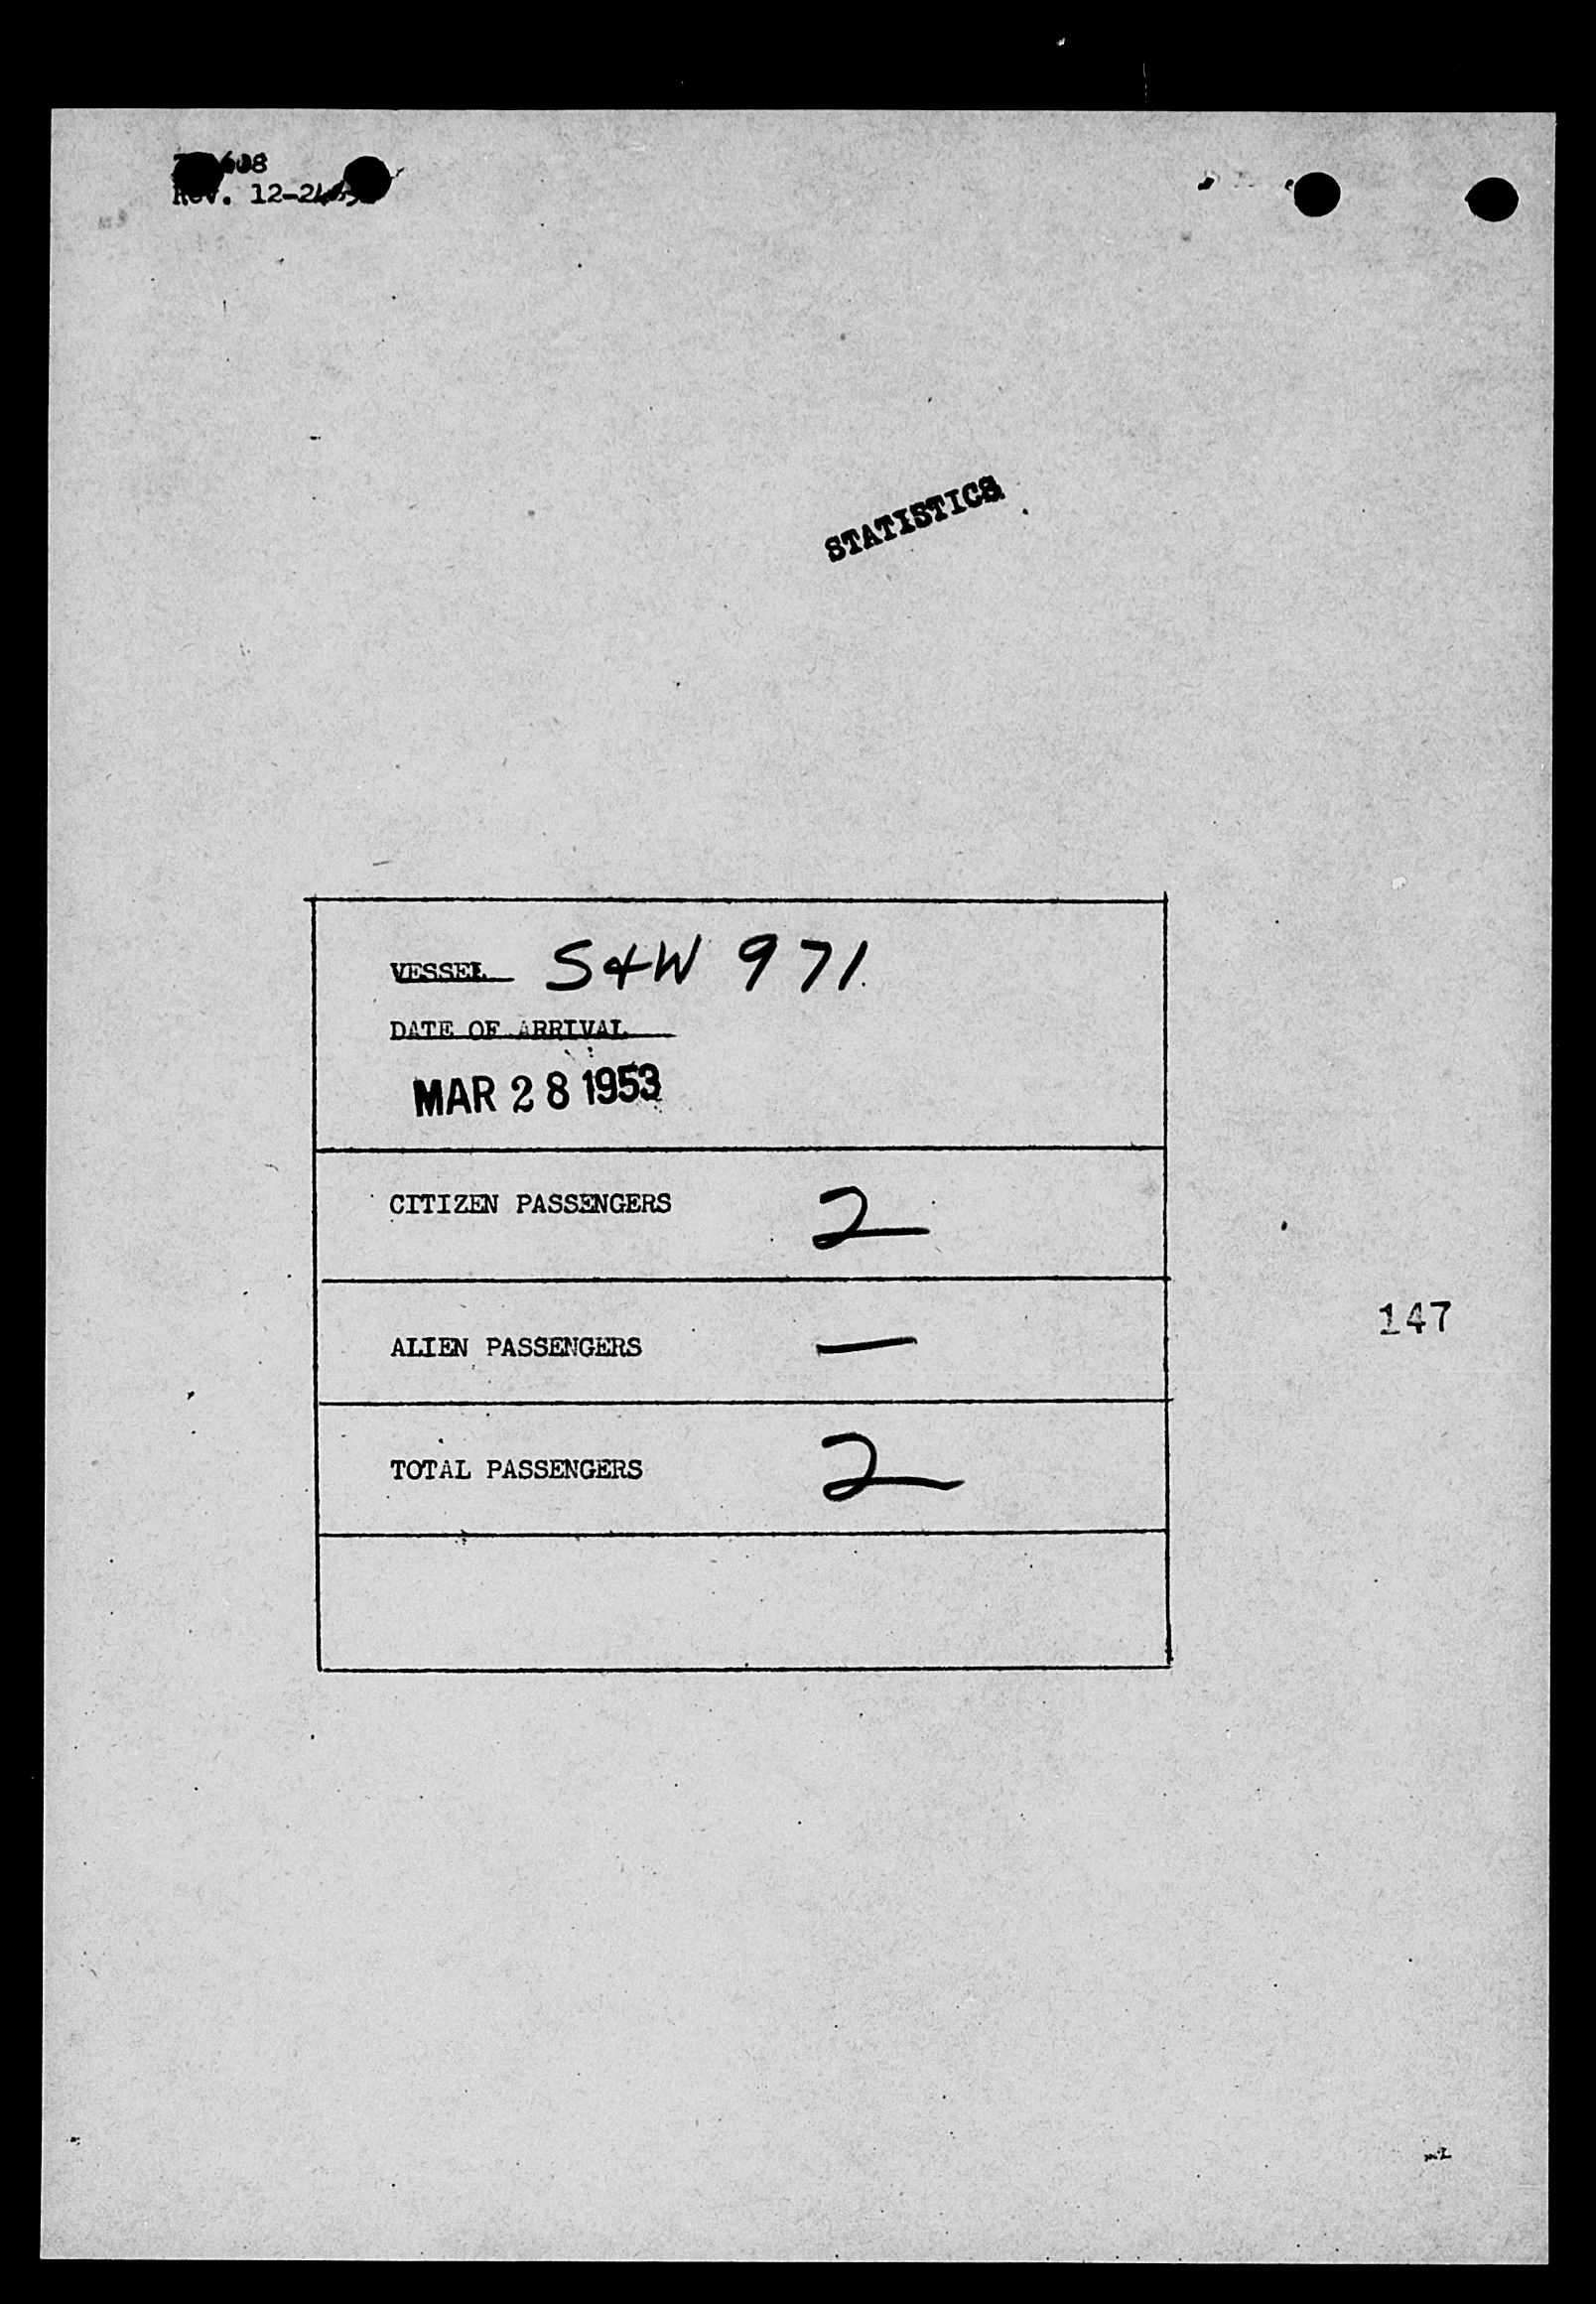 Rev. 12-24
STATISTICS
VESSEL S+W 971
DATE OF ARRIVAL
MAR 28 1953
CITIZEN PASSENGERS 2
147
ALIEN PASSENGERS —
TOTAL PASSENGERS 2